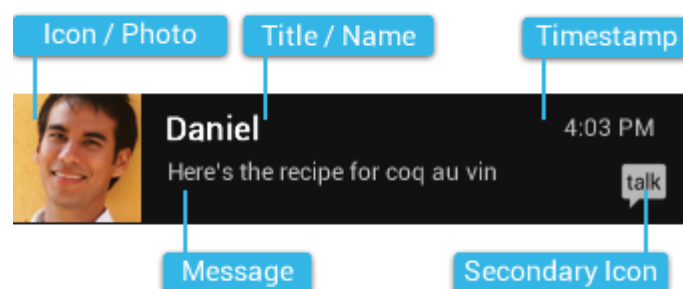 Icon / Photo
Title / Name
Timestamp
Daniel
4:03 PM
Here's the recipe for coq au vin
talk
Message
Secondary Icon